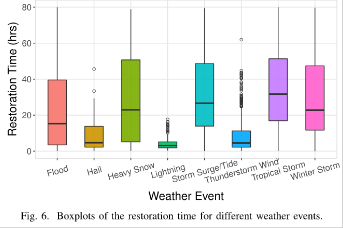 80
60
40
20
0
Restoration Time (hrs)
Flood
Hail
Heavy Snow
Lightning
Storm Surge/Tide
Thunderstorm Wind
Tropical Storm
Winter Storm
Weather Event
Fig. 6. Boxplots of the restoration time for different weather events.